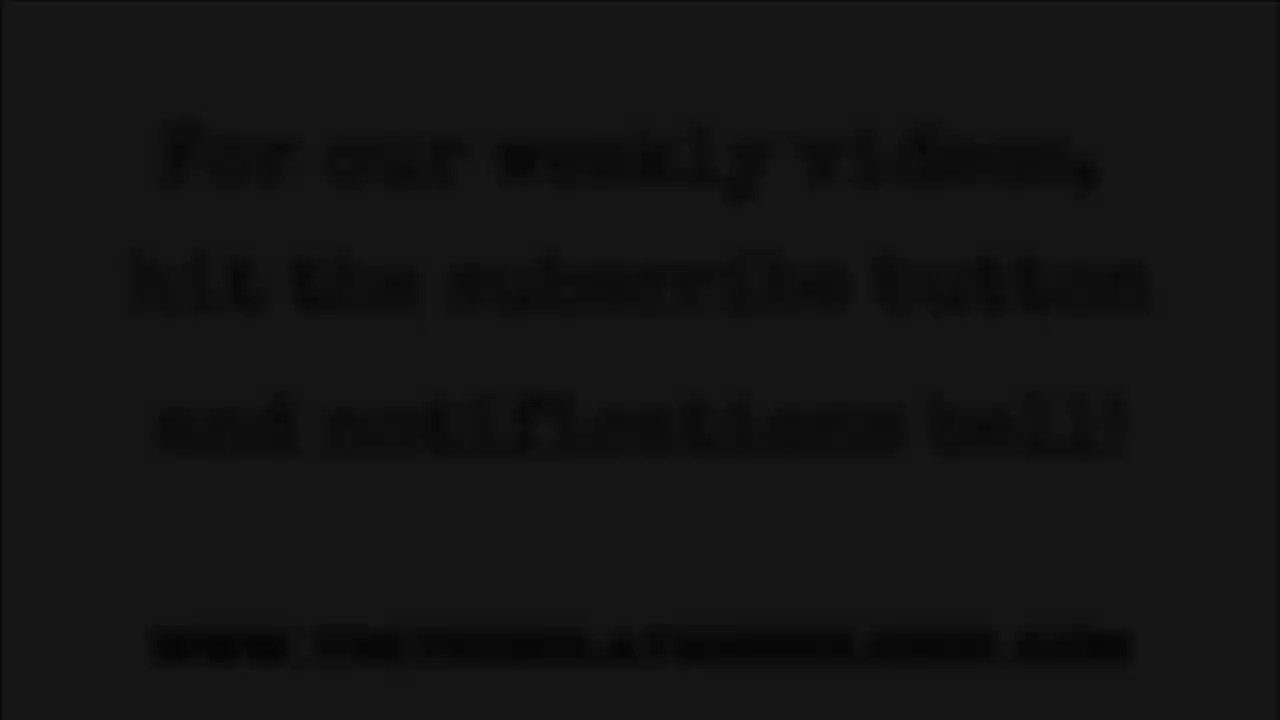 For our weekly videos,
hit the subscribe button
and notifications bell!